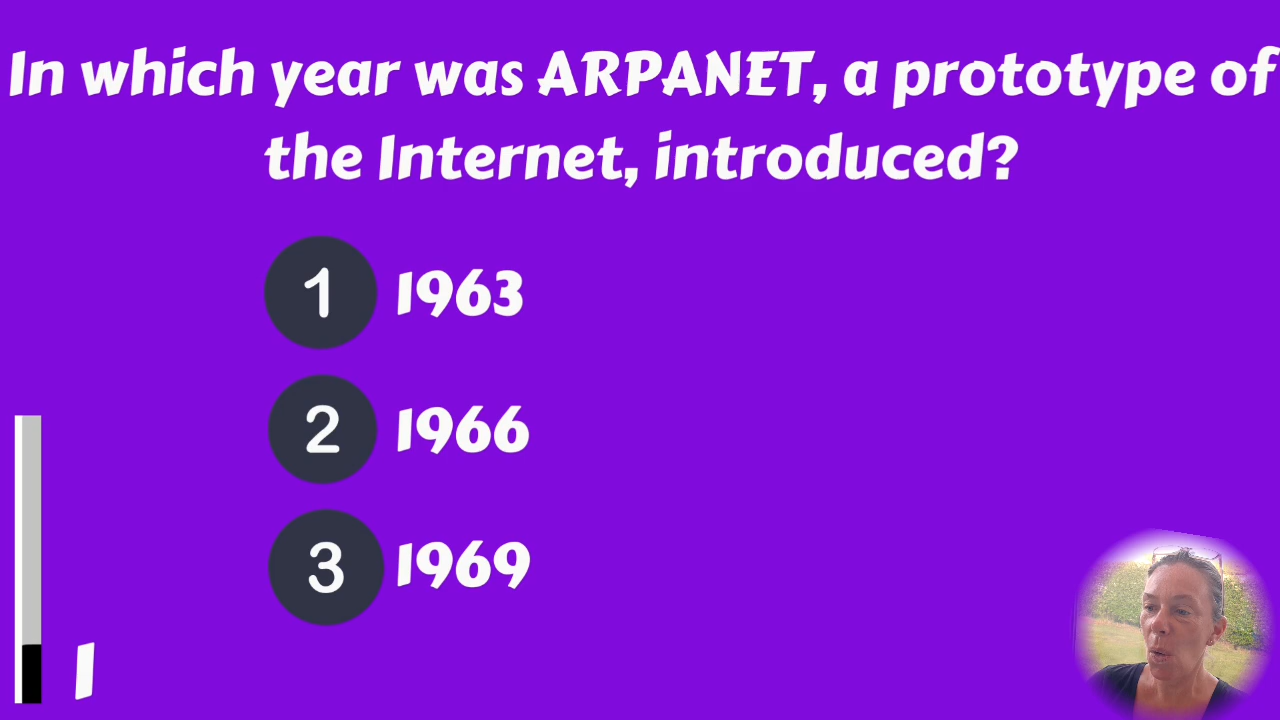 In which year was ARPANET, a prototype of
the Internet, introduced?
1 1963
2 1966
3 1969
1